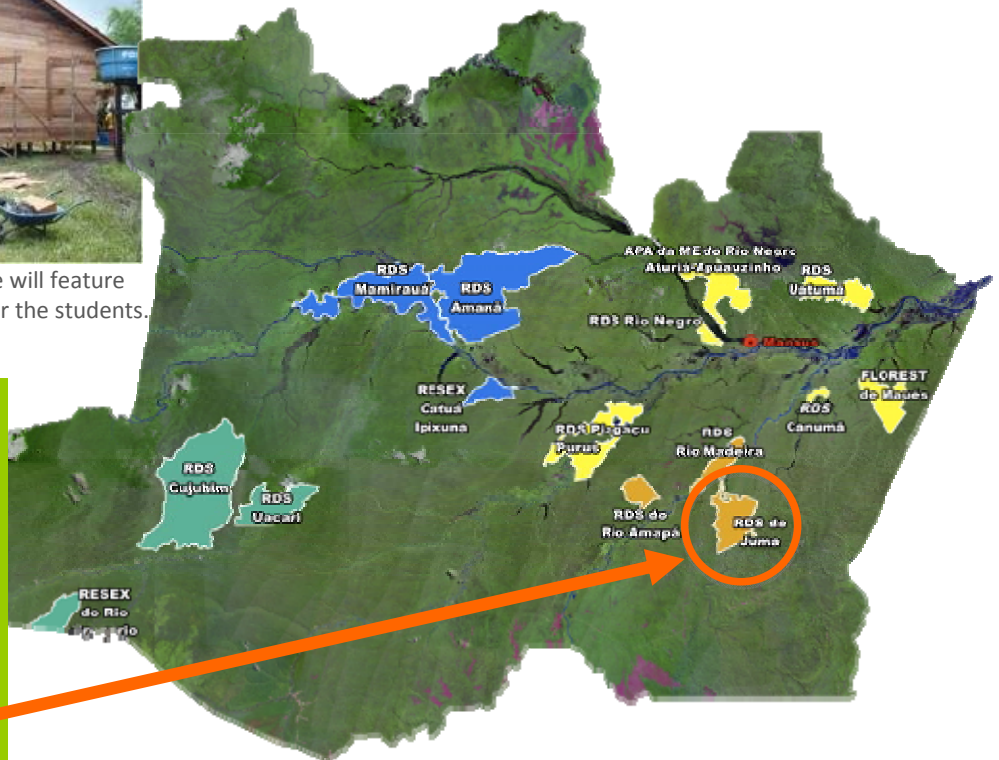 e will feature
r the students.
RDS
Mamirauá
RDS
Amaná
APA da ME do Rio Negro
Aturiá-Apuauzinho
RDS
Uatumã
RDS Rio Negro
Manaus
RESEX
Catuá
Ipixuna
FLOREST
de Maués
RDS
Canumã
RDS Piagaçu
Purus
RDS
Rio Madeira
RDS
Cujubim
RDS
Uacari
RDS do
Rio Amapá
RDS do
Juma
RESEX
do Rio